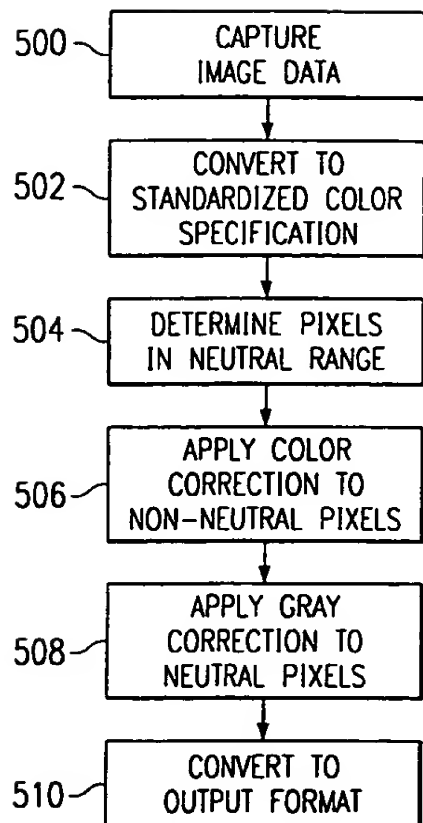 500
CAPTURE
IMAGE DATA
502
CONVERT TO
STANDARDIZED COLOR
SPECIFICATION
504
DETERMINE PIXELS
IN NEUTRAL RANGE
506
APPLY COLOR
CORRECTION TO
NON-NEUTRAL PIXELS
508
APPLY GRAY
CORRECTION TO
NEUTRAL PIXELS
510
CONVERT TO
OUTPUT FORMAT